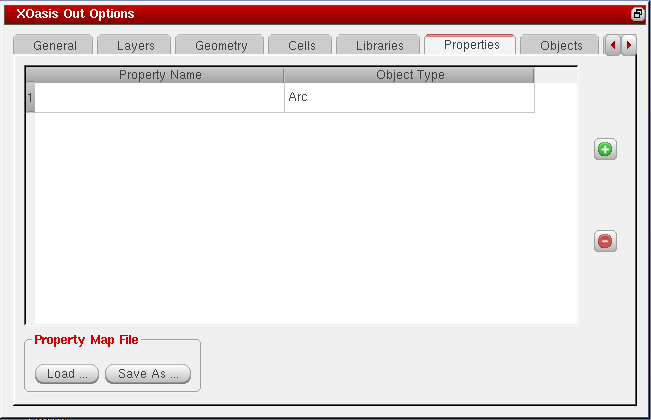 XOasis Out Options
General Layers Geometry Cells Libraries Properties Objects
Property Name Object Type
1 Arc
Property Map File
Load ... Save As ...